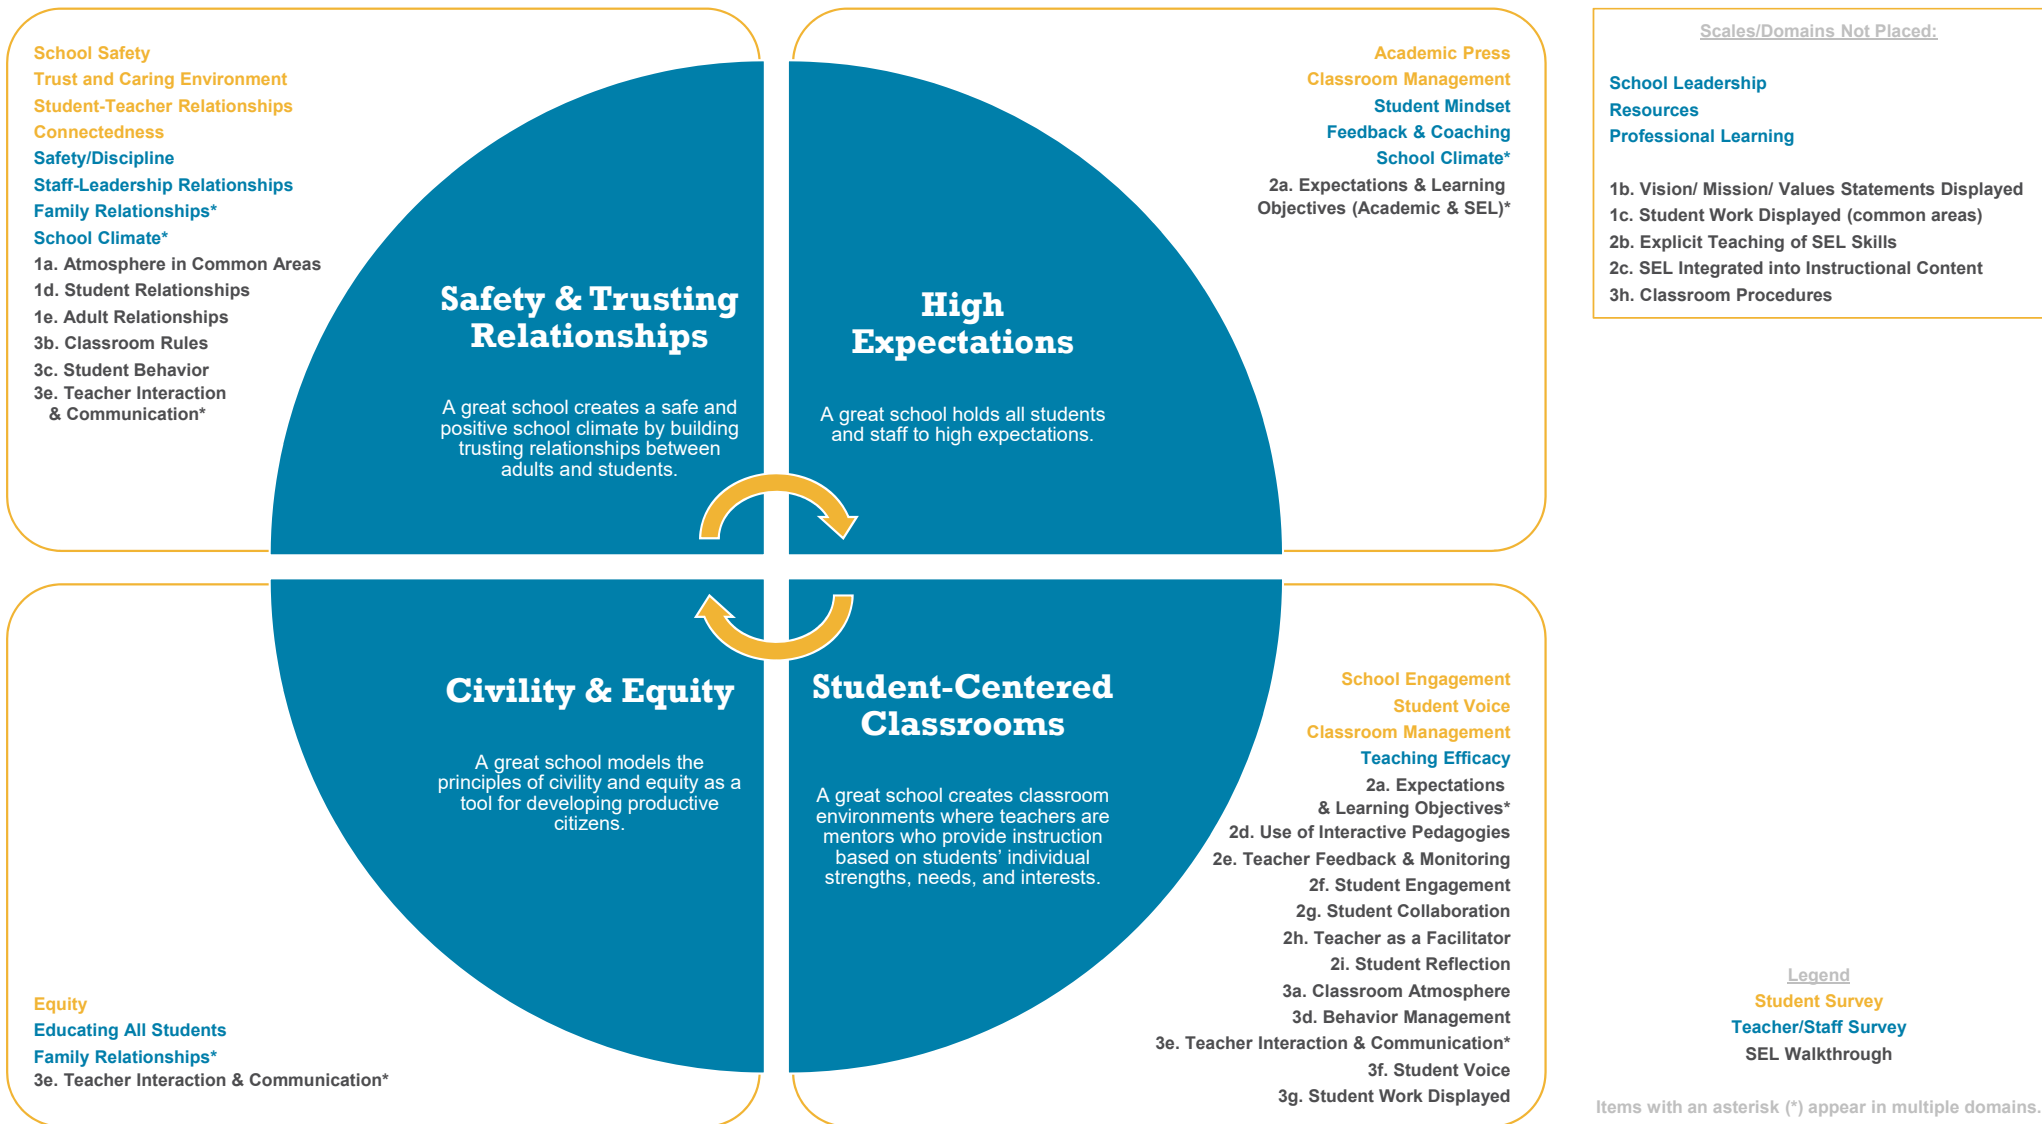 School Safety
Trust and Caring Environment
Student-Teacher Relationships
Connectedness
Safety/Discipline
Staff-Leadership Relationships
Family Relationships*
School Climate*
1a. Atmosphere in Common Areas
1d. Student Relationships
1e. Adult Relationships
3b. Classroom Rules
3c. Student Behavior
3e. Teacher Interaction
& Communication*
Safety & Trusting
Relationships
A great school creates a safe and
positive school climate by building
trusting relationships between
adults and students.
Academic Press
Classroom Management
Student Mindset
Feedback & Coaching
School Climate*
2a. Expectations & Learning
Objectives (Academic & SEL)*
High
Expectations
A great school holds all students
and staff to high expectations.
Scales/Domains Not Placed:
School Leadership
Resources
Professional Learning
1b. Vision/ Mission/ Values Statements Displayed
1c. Student Work Displayed (common areas)
2b. Explicit Teaching of SEL Skills
2c. SEL Integrated into Instructional Content
3h. Classroom Procedures
Civility & Equity
A great school models the
principles of civility and equity as a
tool for developing productive
citizens.
Equity
Educating All Students
Family Relationships*
3e. Teacher Interaction & Communication*
Student-Centered
Classrooms
A great school creates classroom
environments where teachers are
mentors who provide instruction
based on students’ individual
strengths, needs, and interests.
School Engagement
Student Voice
Classroom Management
Teaching Efficacy
2a. Expectations
& Learning Objectives*
2d. Use of Interactive Pedagogies
2e. Teacher Feedback & Monitoring
2f. Student Engagement
2g. Student Collaboration
2h. Teacher as a Facilitator
2i. Student Reflection
3a. Classroom Atmosphere
3d. Behavior Management
3e. Teacher Interaction & Communication*
3f. Student Voice
3g. Student Work Displayed
Legend
Student Survey
Teacher/Staff Survey
SEL Walkthrough
Items with an asterisk (*) appear in multiple domains.